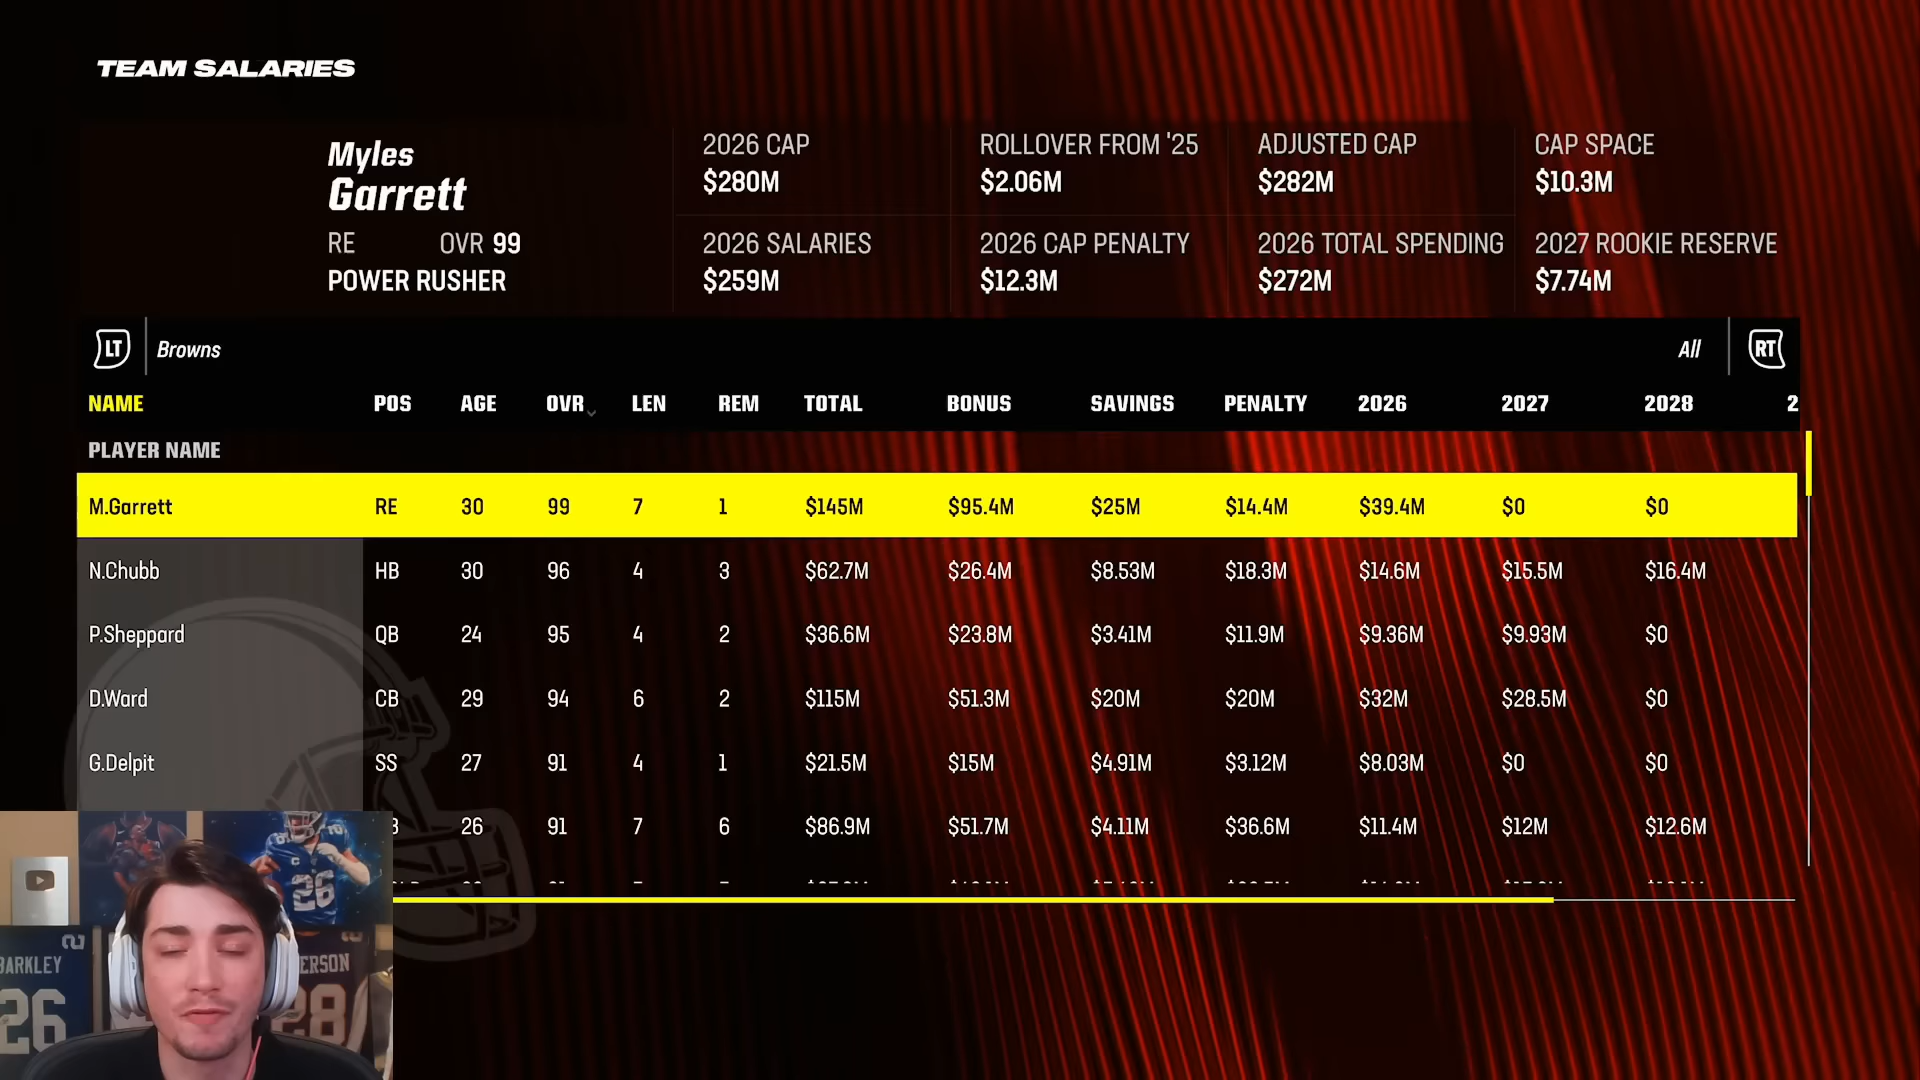 TEAM SALARIES
Myles
Garrett
RE OVR 99
POWER RUSHER
2026 CAP ROLLOVER FROM '25 ADJUSTED CAP CAP SPACE
$280M $2.06M $282M $10.3M
2026 SALARIES 2026 CAP PENALTY 2026 TOTAL SPENDING 2027 ROOKIE RESERVE
$259M $12.3M $272M $7.74M
LT Browns All RT
NAME POS AGE OVR LEN REM TOTAL BONUS SAVINGS PENALTY 2026 2027 2028 2
PLAYER NAME
M.Garrett RE 30 99 7 1 $145M $95.4M $25M $14.4M $39.4M $0 $0
N.Chubb HB 30 96 4 3 $62.7M $26.4M $8.53M $18.3M $14.6M $15.5M $16.4M
P.Sheppard QB 24 95 4 2 $36.6M $23.8M $3.41M $11.9M $9.36M $9.93M $0
D.Ward CB 29 94 6 2 $115M $51.3M $20M $20M $32M $28.5M $0
G.Delpit SS 27 91 4 1 $21.5M $15M $4.91M $3.12M $8.03M $0 $0
26 91 7 6 $86.9M $51.7M $4.11M $36.6M $11.4M $12M $12.6M
26
BARKLEY
26
ERSON
28